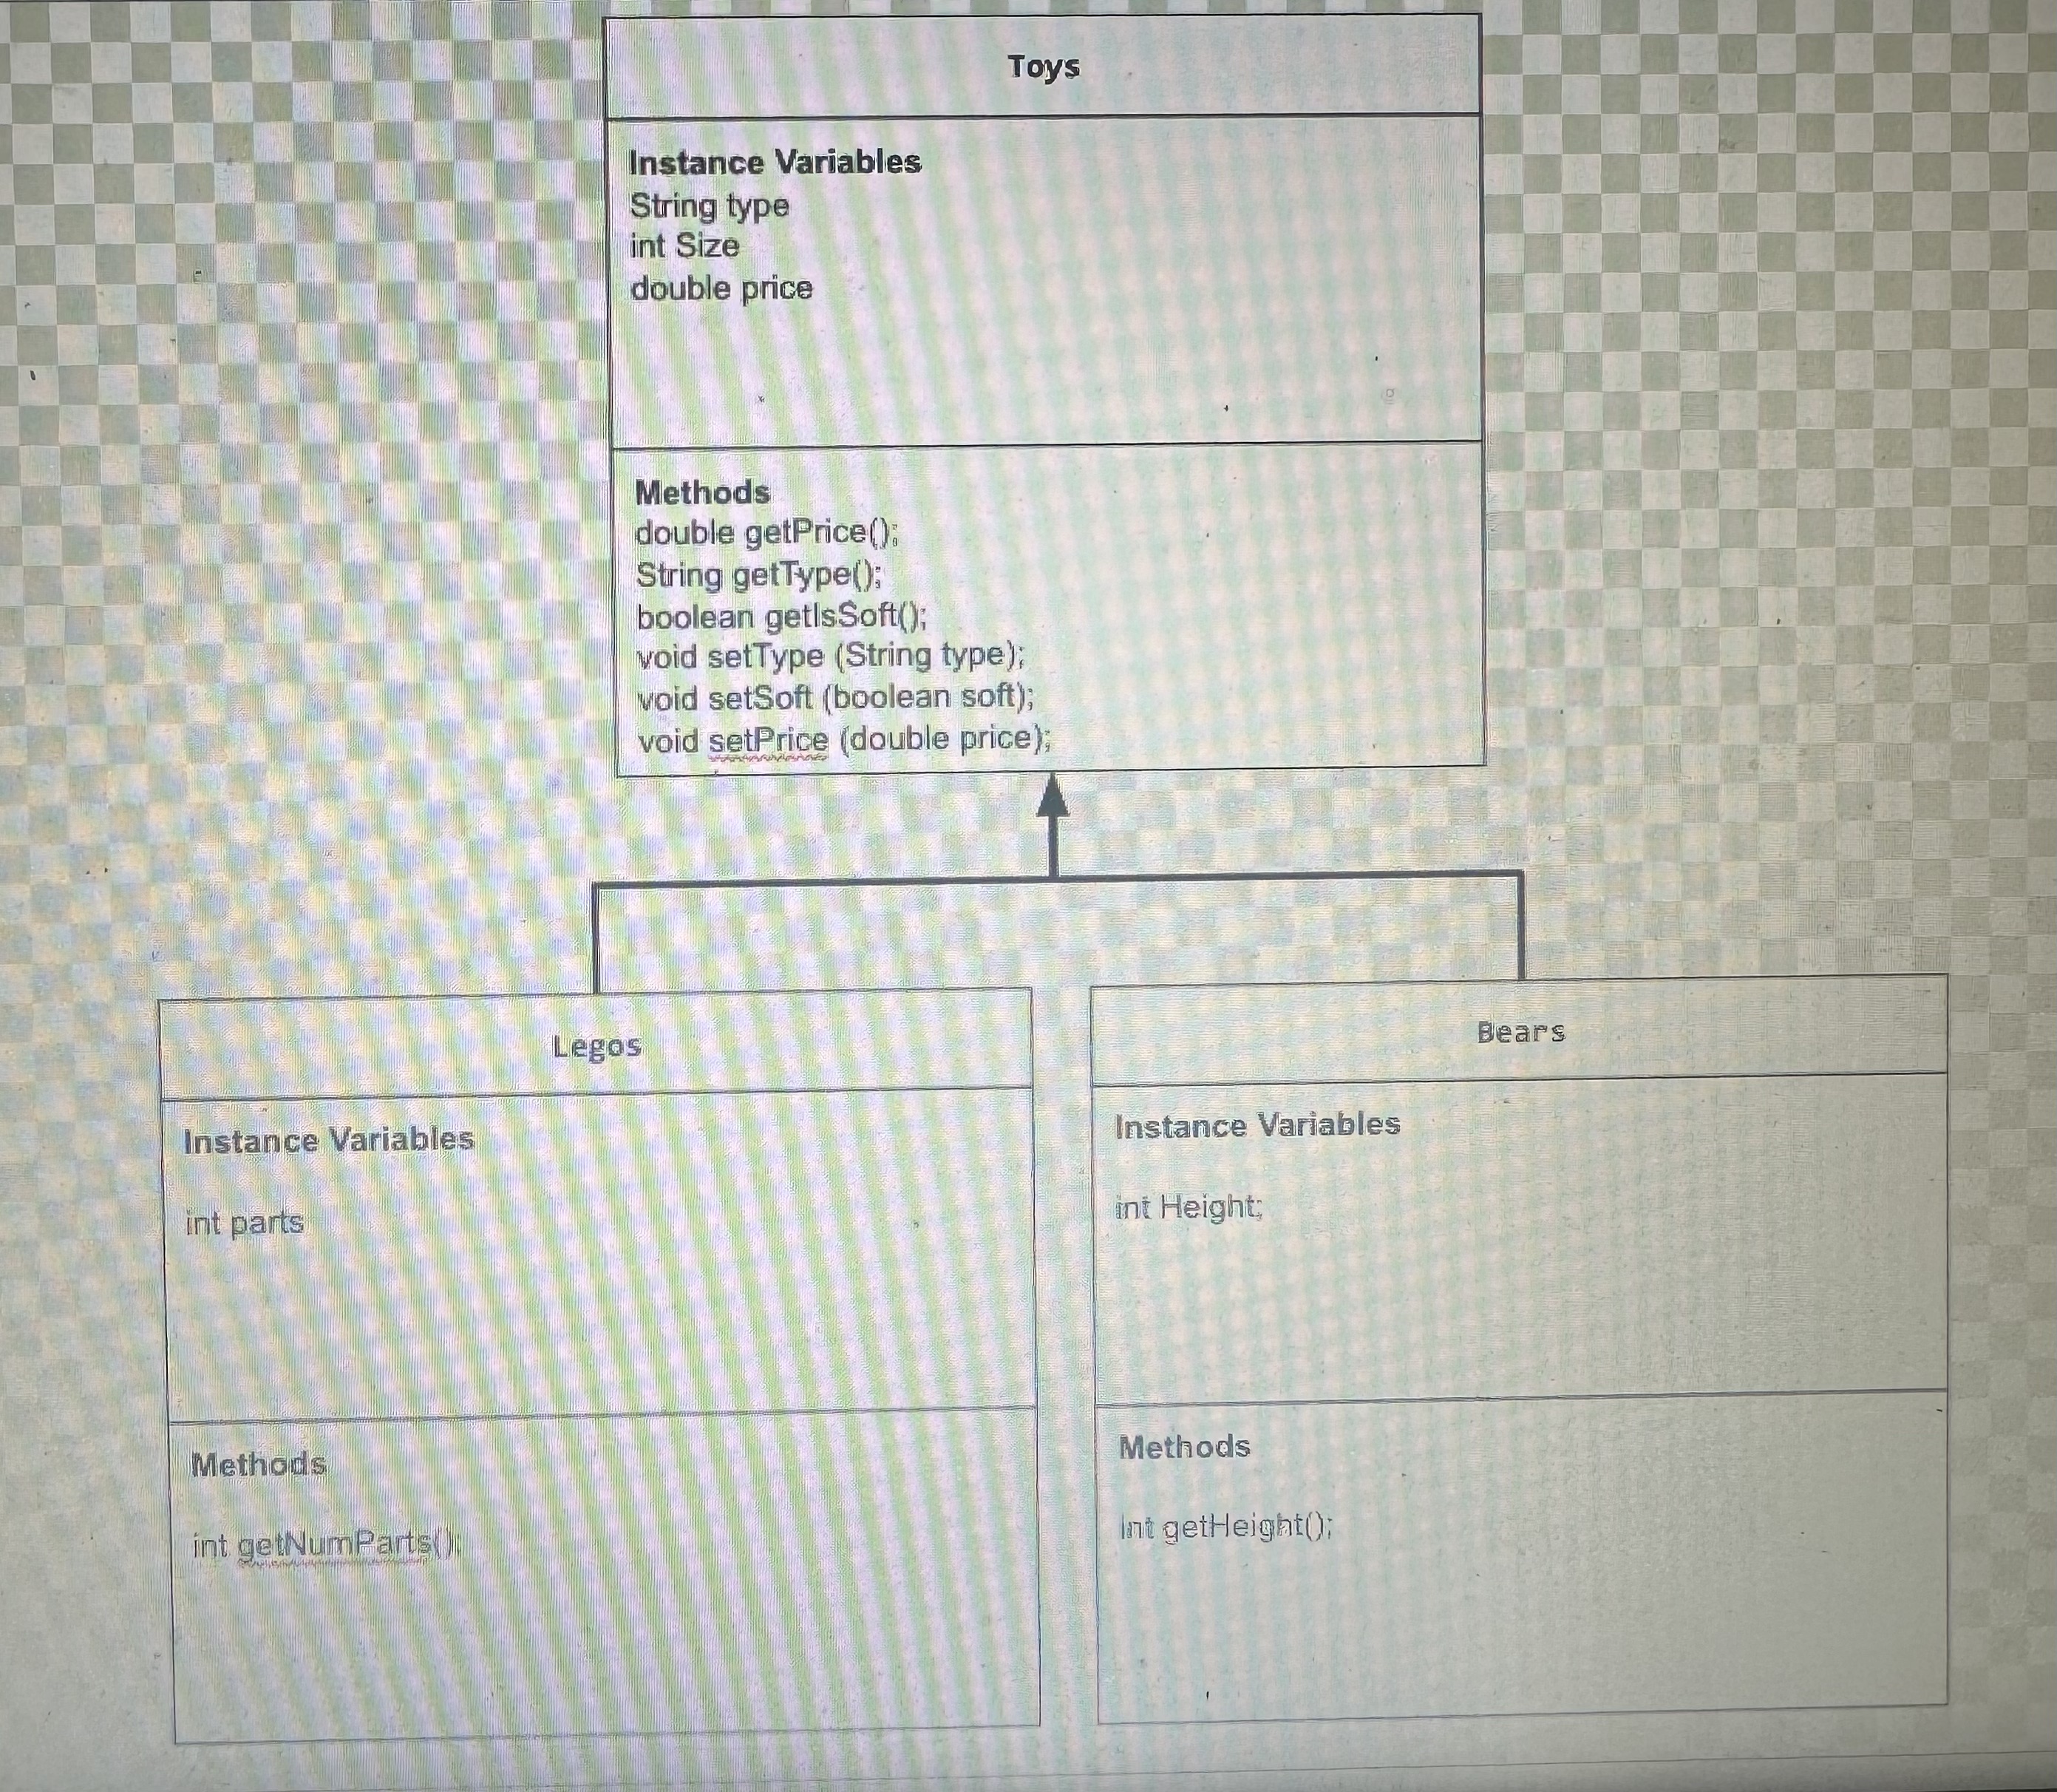 Toys
Instance Variables
String type
int Size
double price
Methods
double getPrice();
String getType();
boolean getIsSoft();
void setType (String type);
void setSoft (boolean soft);
void setPrice (double price);
Legos
Instance Variables
int parts
Methods
int getNumParts();
Bears
Instance Variables
int Height;
Methods
int getHeight();